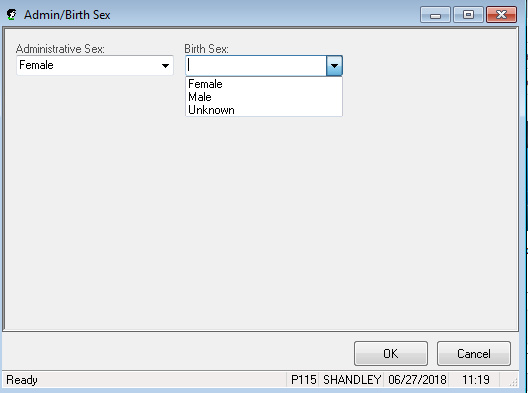 Admin/Birth Sex
Administrative Sex: Birth Sex:
Female
Female
Male
Unknown
OK Cancel
Ready P115 SHANDLEY 06/27/2018 11:19